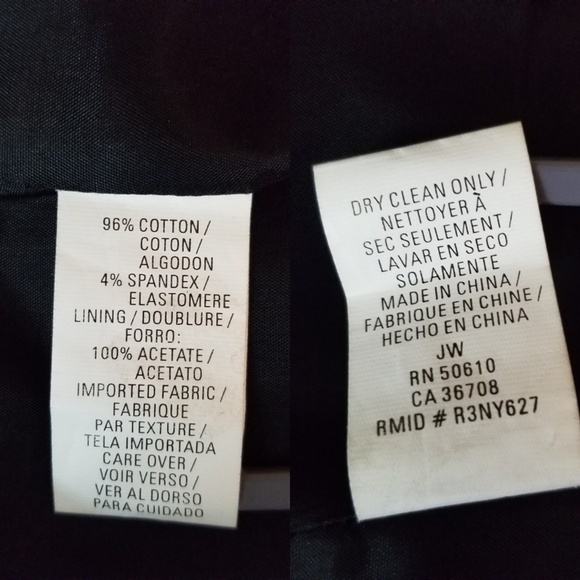 96% COTTON /
COTON /
ALGODON
4% SPANDEX /
ELASTOMERE
LINING / DOUBLURE /
FORRO:
100% ACETATE /
ACETATO
IMPORTED FABRIC /
FABRIQUE
PAR TEXTURE /
TELA IMPORTADA
CARE OVER /
VOIR VERSO /
VER AL DORSO
PARA CUIDADO
DRY CLEAN ONLY /
NETTOYER À
SEC SEULEMENT /
LAVAR EN SECO
SOLAMENTE
MADE IN CHINA /
FABRIQUE EN CHINE /
HECHO EN CHINA
JW
RN 50610
CA 36708
RMID # R3NY627